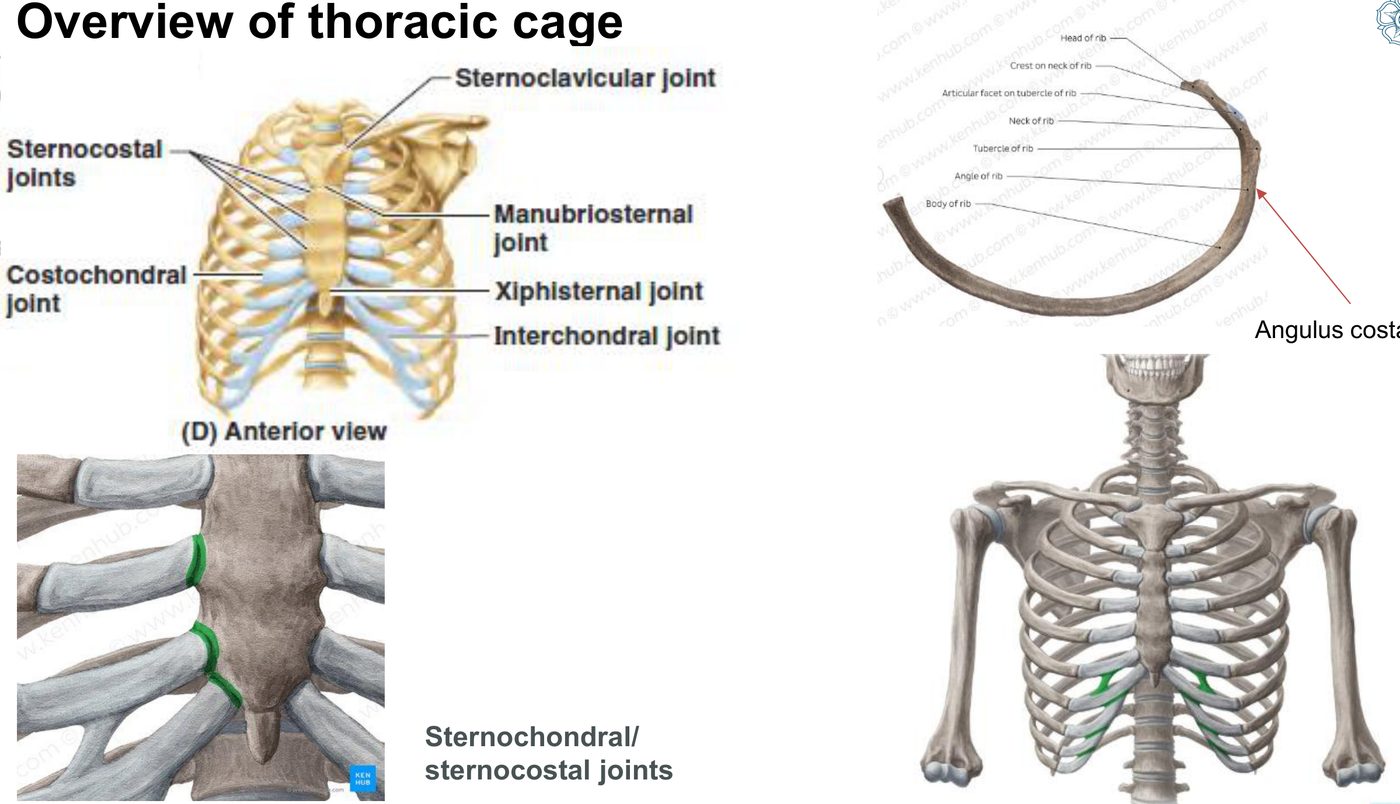 Overview of thoracic cage
Sternoclavicular joint
Sternocostal
joints
Manubriosternal
joint
Costochondral
joint
Xiphisternal joint
Interchondral joint
(D) Anterior view
Head of rib
Crest on neck of rib
Articular facet on tubercle of rib
Neck of rib
Tubercle of rib
Angle of rib
Body of rib
Angulus costa
Sternochondral/
sternocostal joints
KEN
HUB